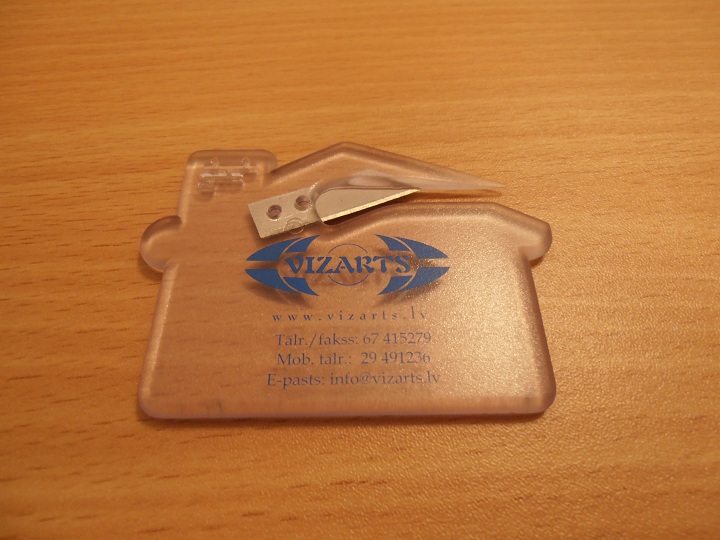 VIZARTS
www.vizarts.lv
Tālr./fakss: 67 415279
Mob. tālr.: 29 491236
E-pasts: info@vizarts.lv